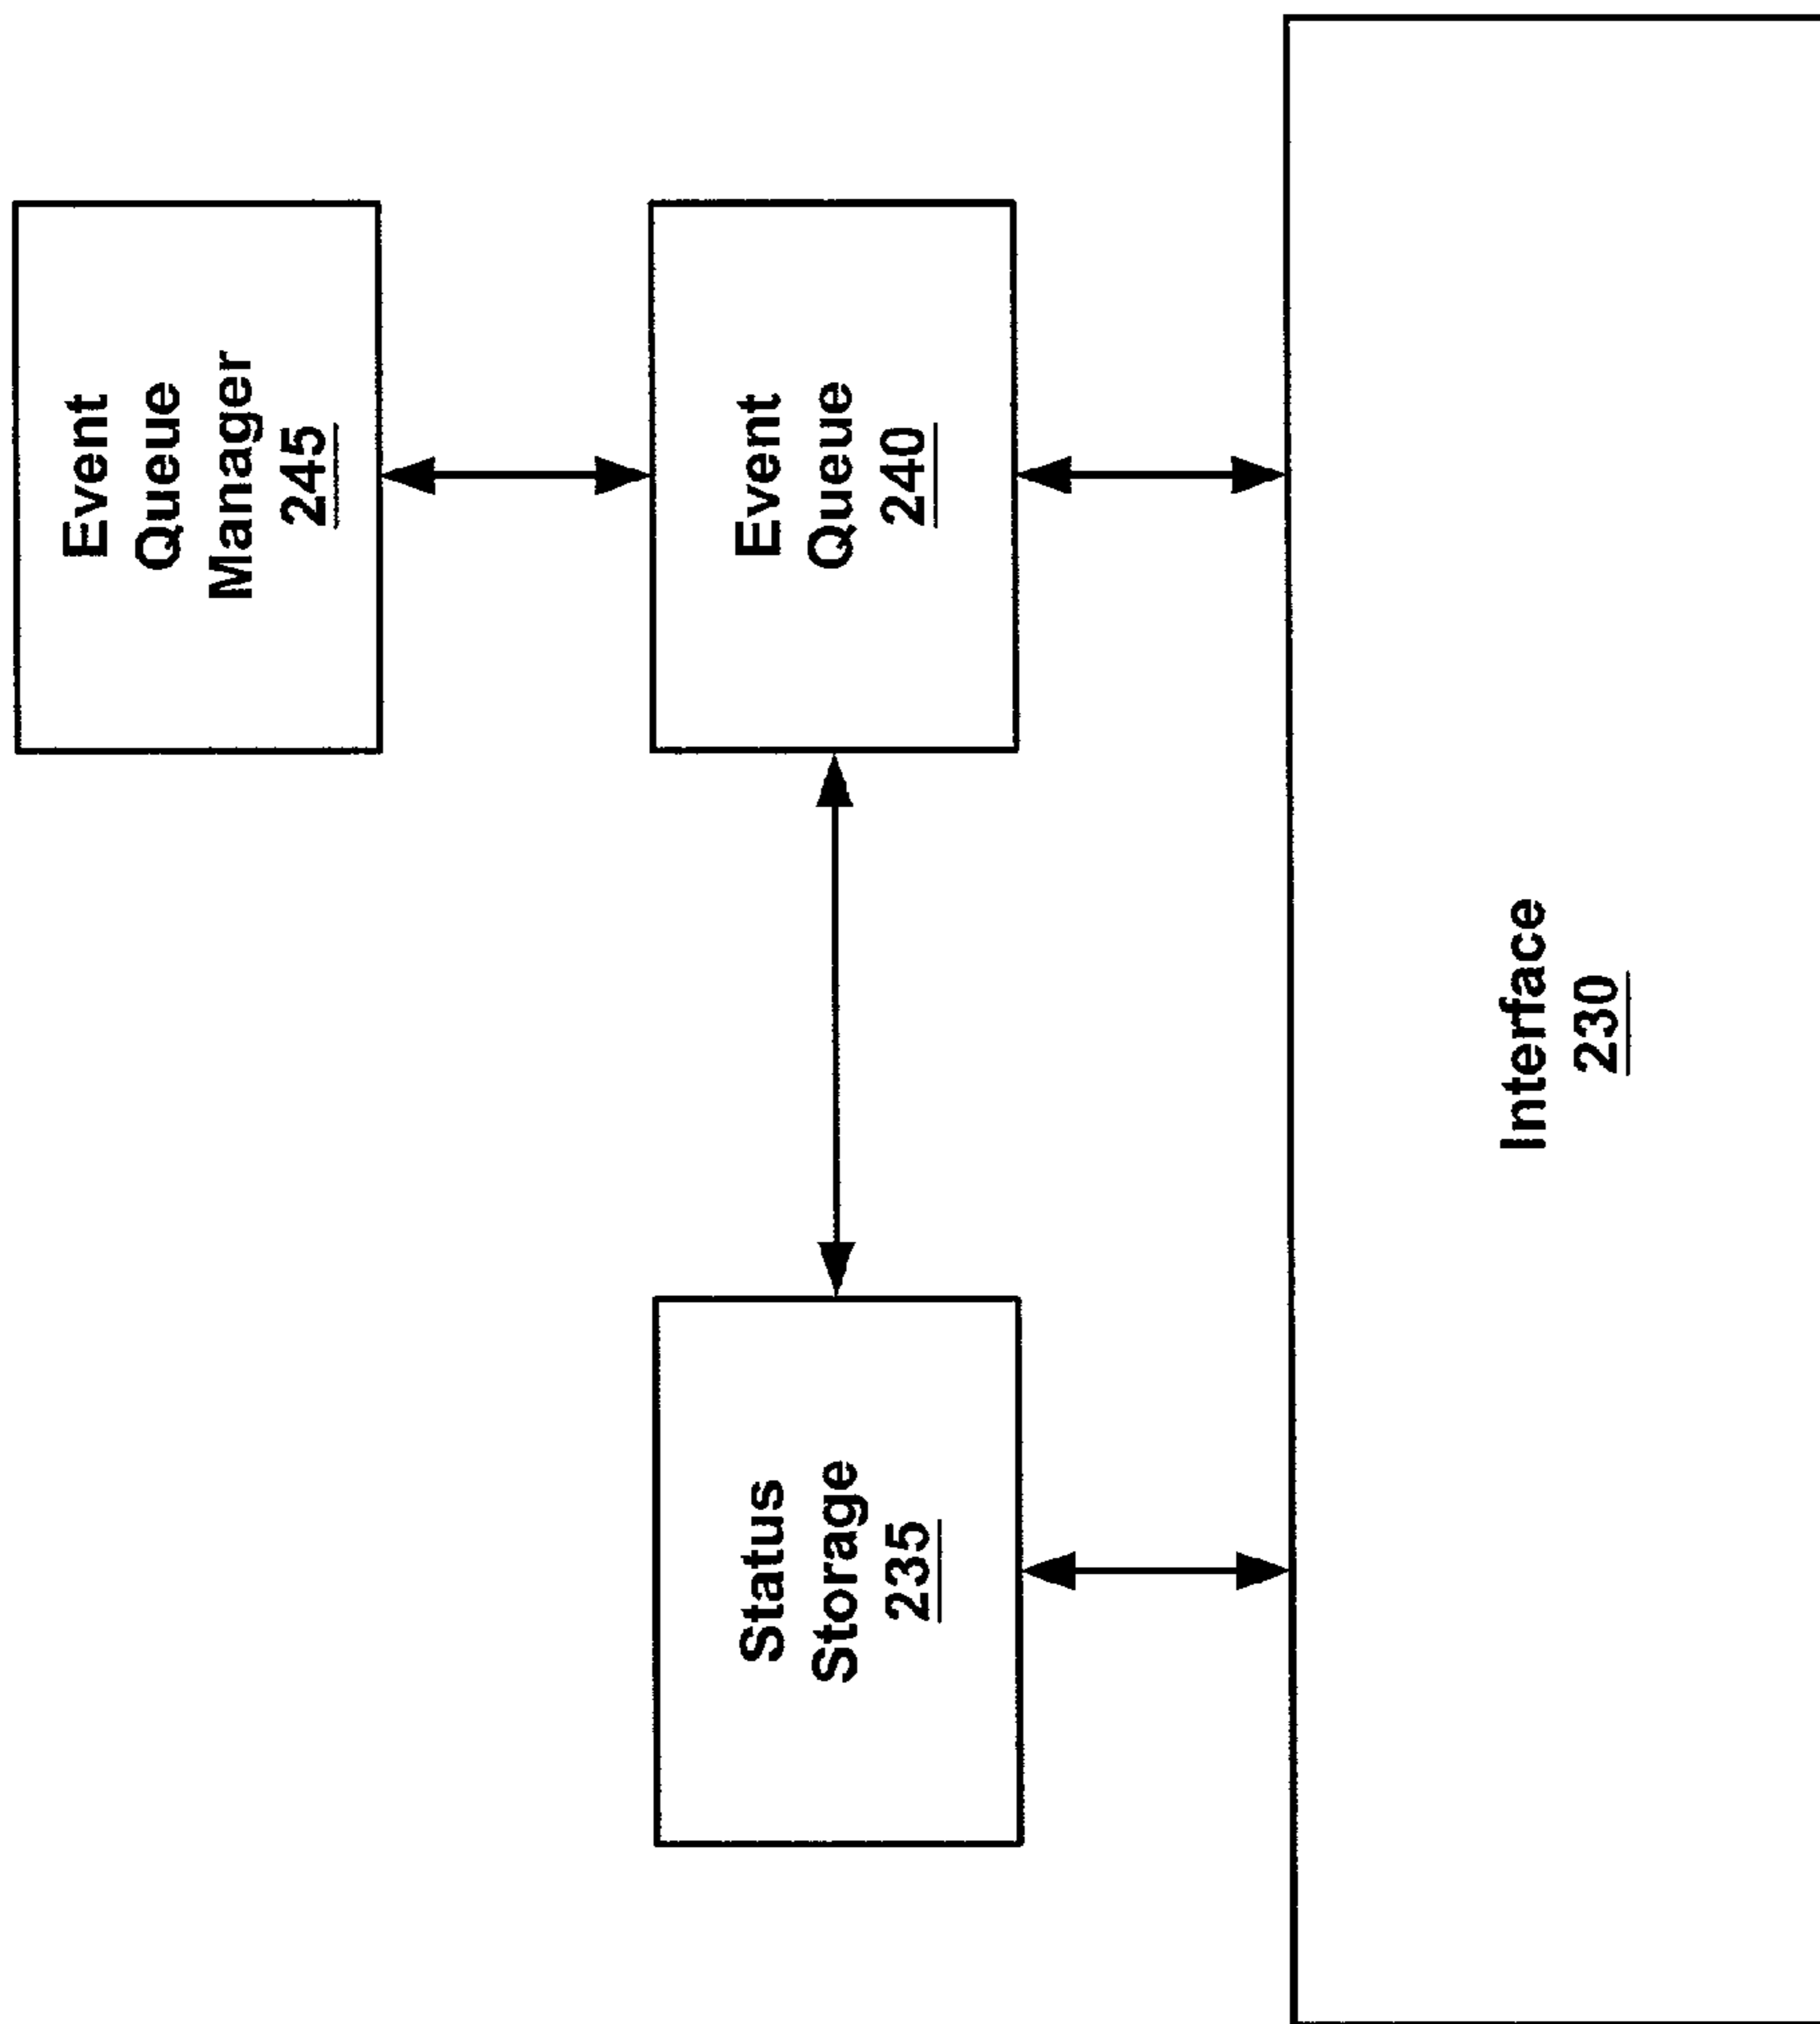 Event
Queue
Manager
245
Status
Storage
235
Event
Queue
240
Interface
230